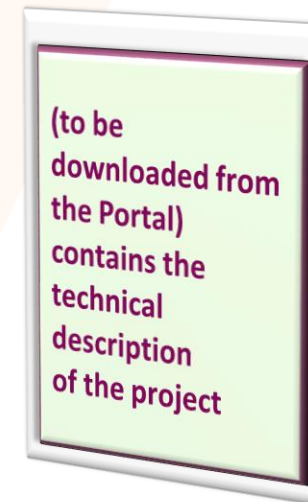 (to be
downloaded from
the Portal)
contains the
technical
description
of the project